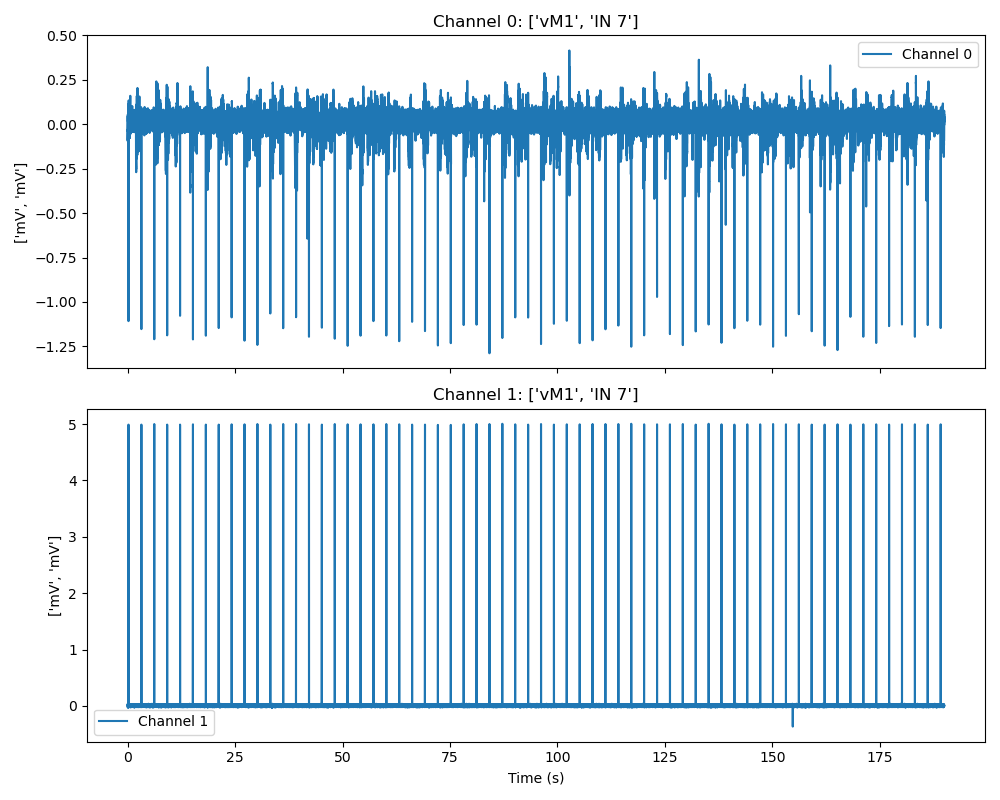 Channel 0: ['vM1', 'IN 7']
0.50
0.25
0.00
−0.25
−0.50
−0.75
−1.00
−1.25
['mV', 'mV']
Channel 0
Channel 1: ['vM1', 'IN 7']
5
4
3
2
1
0
['mV', 'mV']
Channel 1
0 25 50 75 100 125 150 175
Time (s)